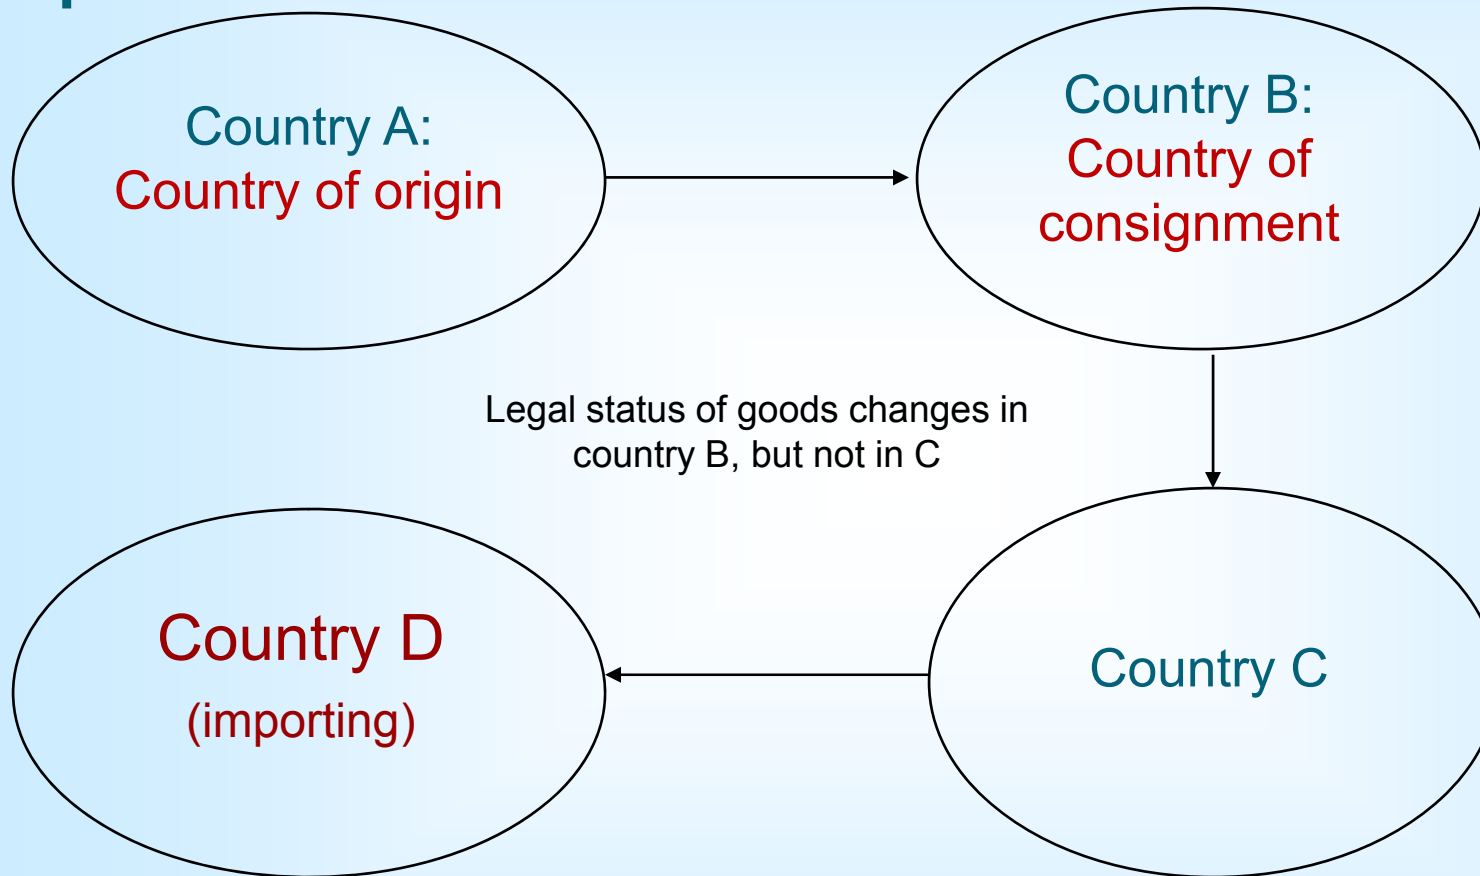 Country A:
Country of origin
Country B:
Country of
consignment
Legal status of goods changes in
country B, but not in C
Country D
(importing)
Country C